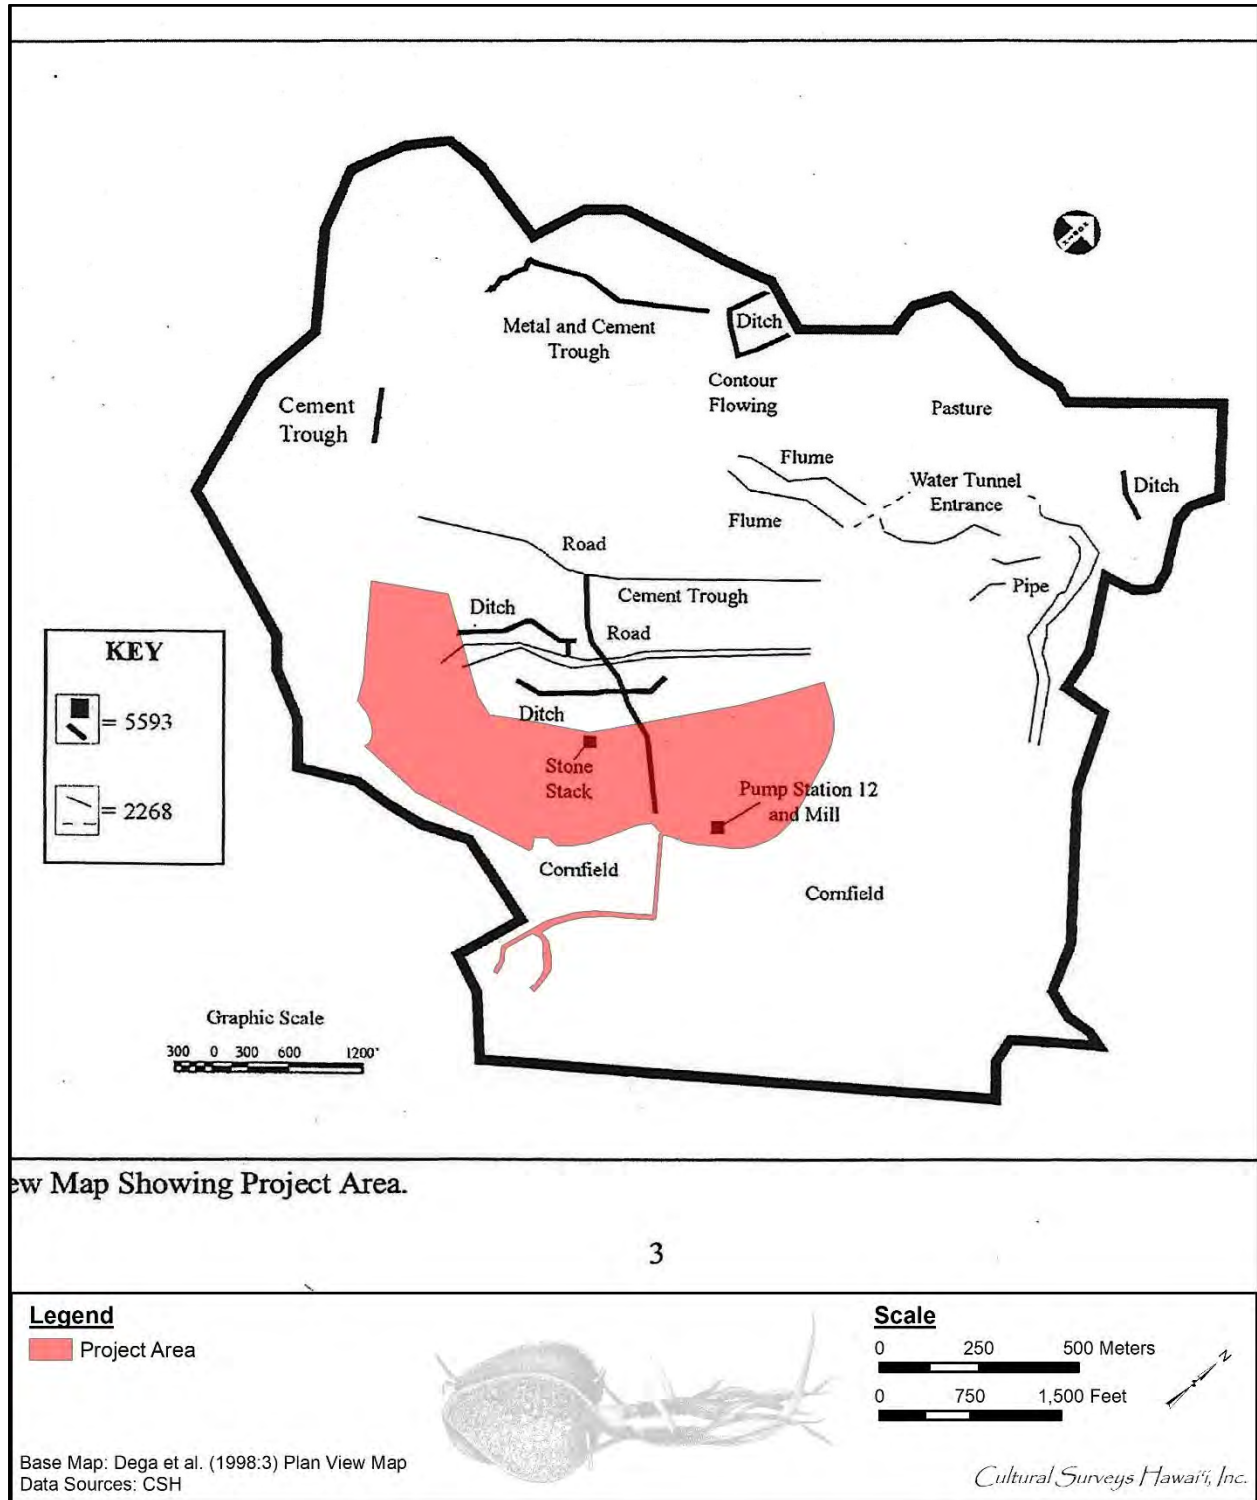 NORTH
Metal and Cement
Trough
Ditch
Contour
Flowing
Pasture
Cement
Trough
Flume
Water Tunnel
Entrance
Ditch
Flume
Road
Pipe
Cement Trough
Ditch
Road
KEY
= 5593
= 2268
Ditch
Stone
Stack
Pump Station 12
and Mill
Cornfield
Cornfield
Graphic Scale
300 0 300 600 1200'
ew Map Showing Project Area.
3
Legend
Project Area
Scale
0 250 500 Meters
0 750 1,500 Feet
N
Base Map: Dega et al. (1998:3) Plan View Map
Data Sources: CSH
Cultural Surveys Hawai‘i, Inc.